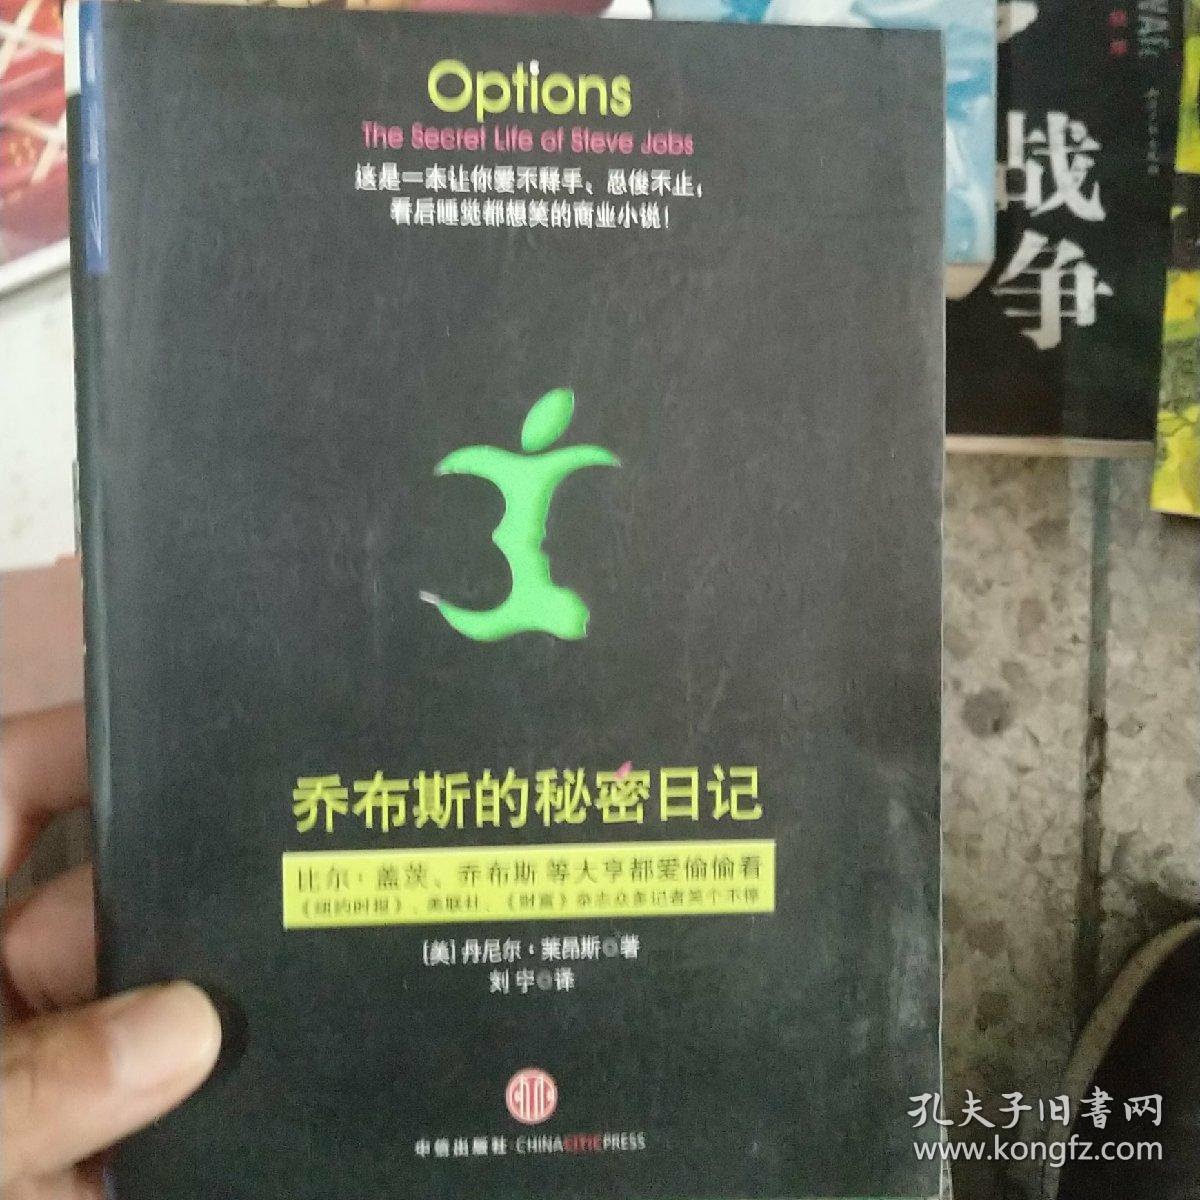 Options
The Secret Life of Steve Jobs
这是一本让你爱不释手、忍俊不止，
看后睡觉都想笑的商业小说！
乔布斯的秘密日记
比尔·盖茨、乔布斯 等大亨都爱偷偷看
《纽约时报》、美联社、《财富》杂志众多记者笑个不停
[美]丹尼尔·莱昂斯 著
刘宁 译
中信出版社·CHINACITICPRESS
战争
孔夫子旧书网
www.kongfz.com